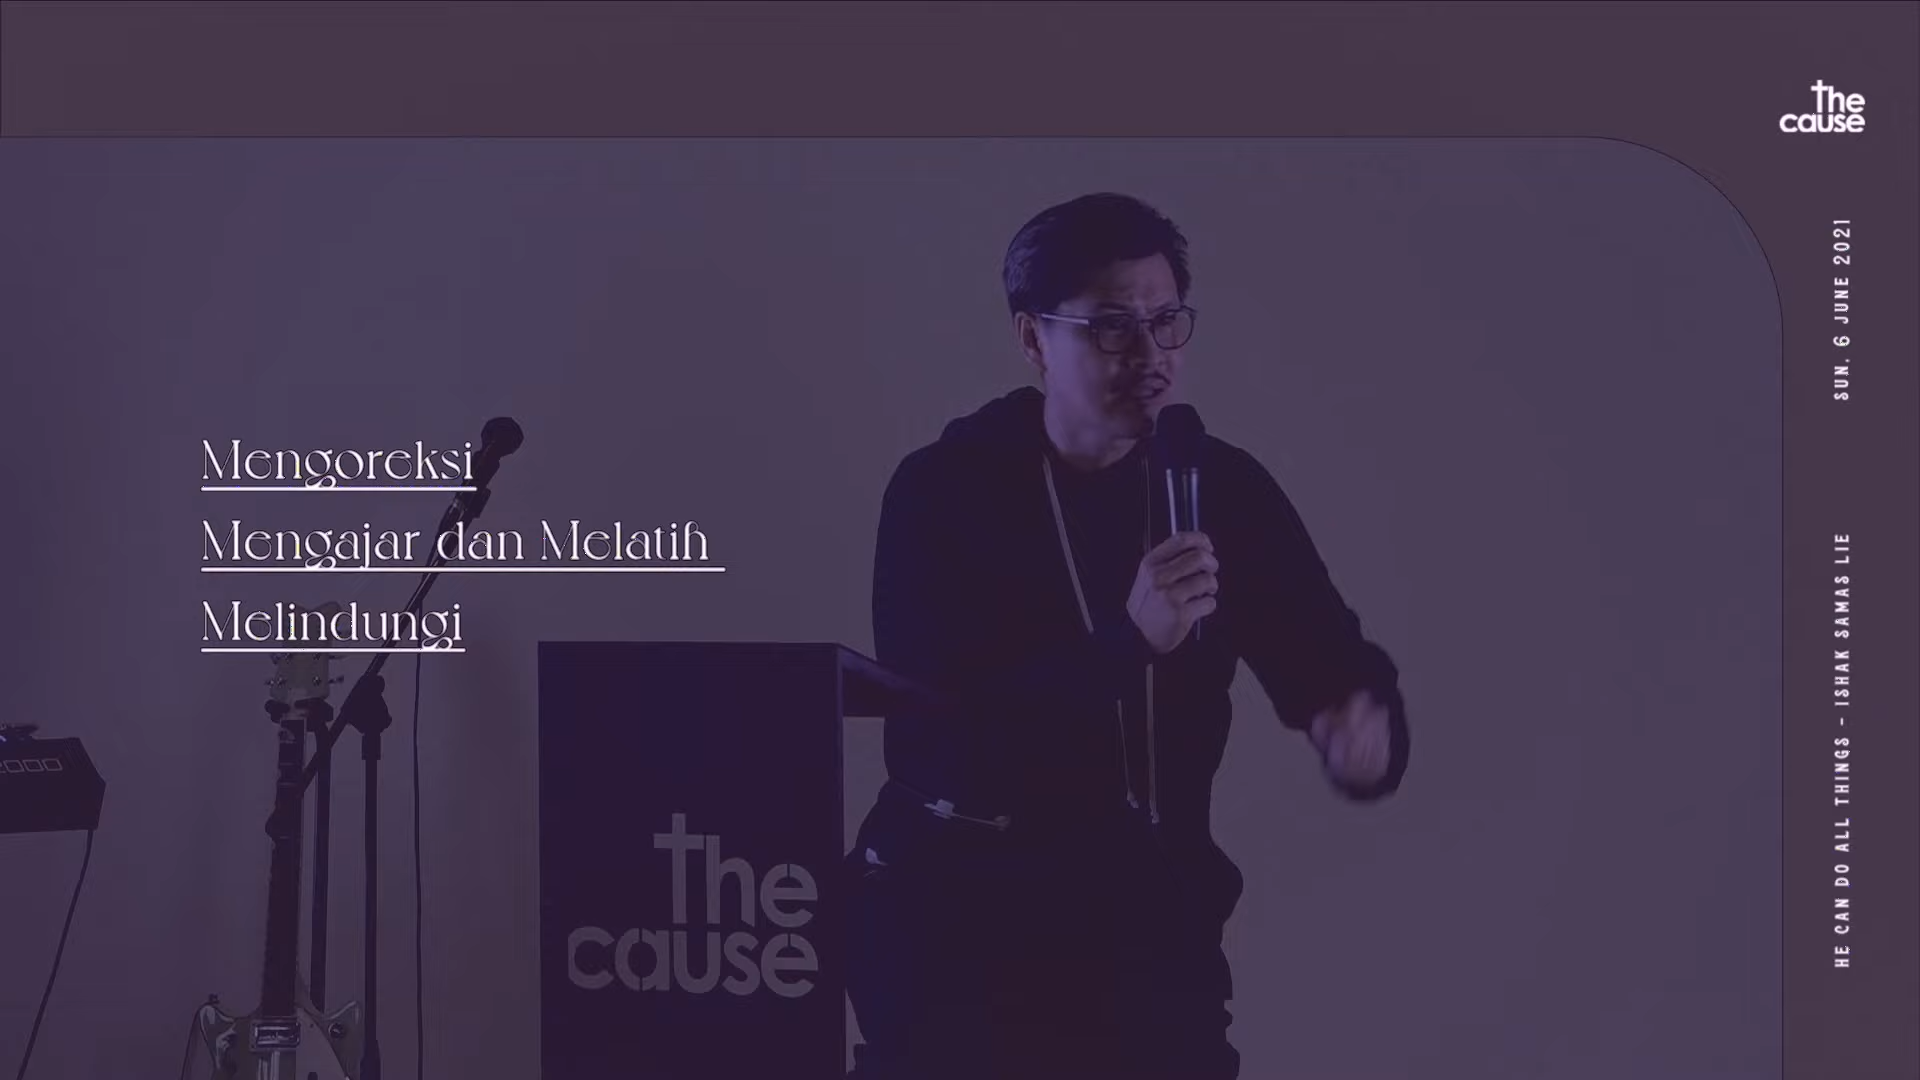 the
cause
SUN. 6 JUNE 2021
Mengoreksi
Mengajar dan Melatih
Melindungi
HE CAN DO ALL THINGS - ISHAK SAMAS LIE
the
cause